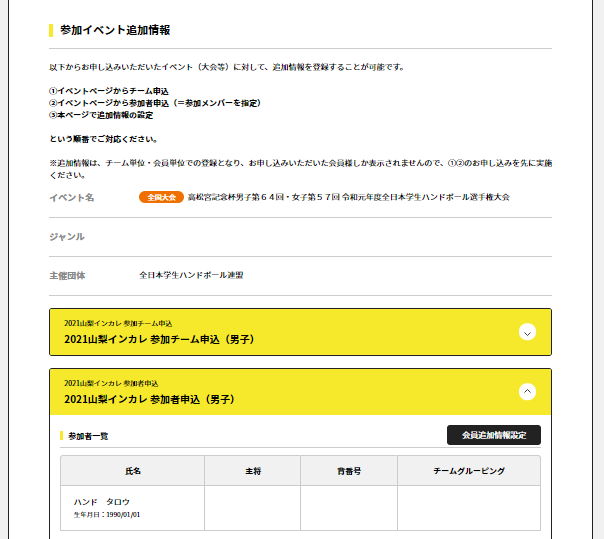 参加イベント追加情報
以下からお申し込みいただいたイベント（大会等）に対して、追加情報を登録することが可能です。
①イベントページからチーム申込
②イベントページから参加者申込（＝参加メンバーを指定）
③本ページで追加情報の設定
という順番でご対応ください。
※追加情報は、チーム単位・会員単位での登録となり、お申し込みいただいた会員様しか表示されませんので、①②のお申し込みを先に実施
ください。
イベント名
全国大会 高松宮記念杯男子第６４回・女子第５７回 令和元年度全日本学生ハンドボール選手権大会
ジャンル
主催団体
全日本学生ハンドボール連盟
2021山梨インカレ 参加チーム申込
2021山梨インカレ 参加チーム申込（男子）
2021山梨インカレ 参加者申込
2021山梨インカレ 参加者申込（男子）
参加者一覧
会員追加情報設定
氏名 主将 背番号 チームグルーピング
ハンド　タロウ
生年月日：1990/01/01